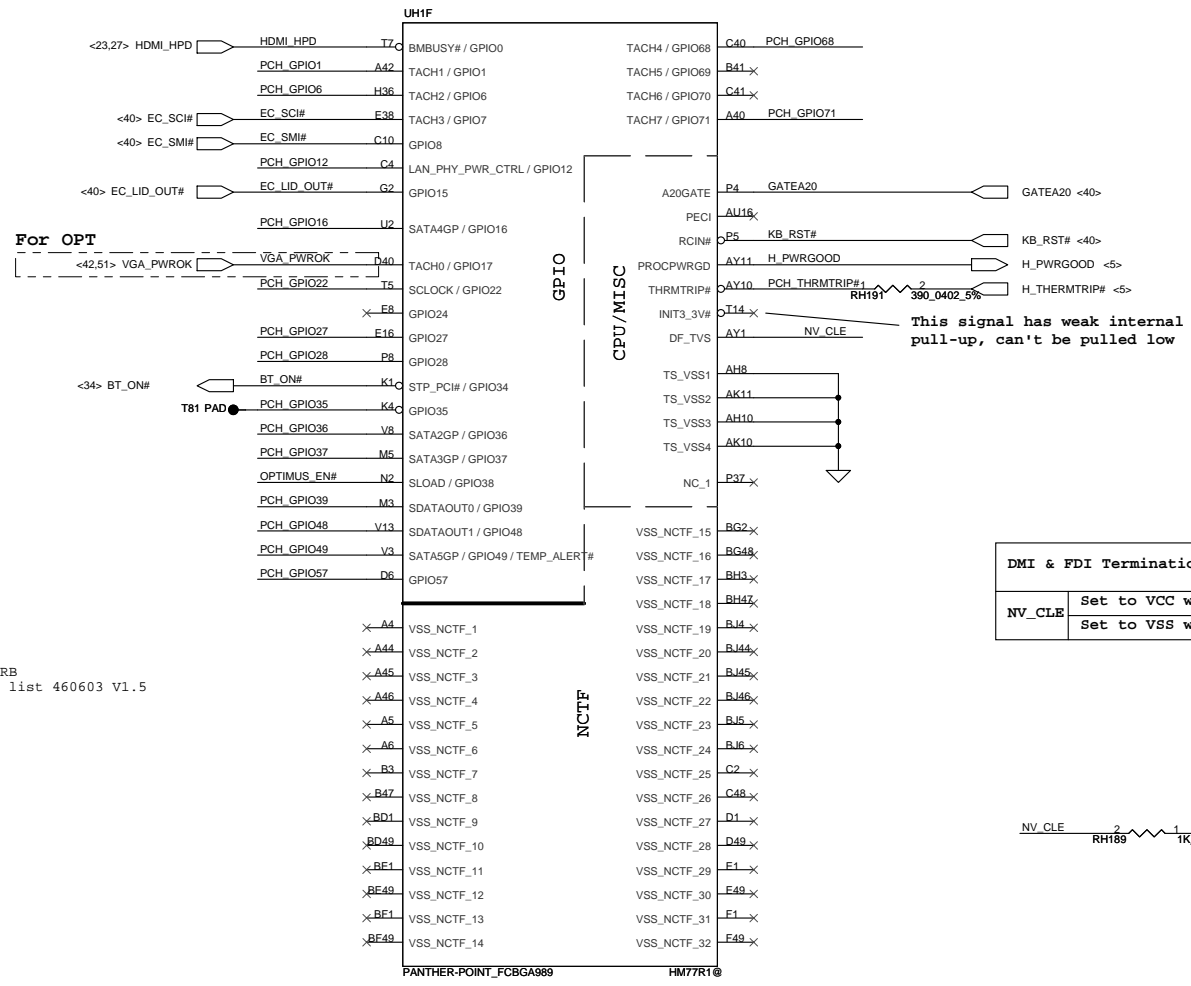 UH1F
<23,27> HDMI_HPD HDMI_HPD T7 BMBUSY# / GPIO0 TACH4 / GPIO68 C40 PCH_GPIO68
PCH_GPIO1 A42 TACH1 / GPIO1 TACH5 / GPIO69 B41
PCH_GPIO6 H36 TACH2 / GPIO6 TACH6 / GPIO70 C41
<40> EC_SCI# EC_SCI# E38 TACH3 / GPIO7 TACH7 / GPIO71 A40 PCH_GPIO71
<40> EC_SMI# EC_SMI# C10 GPIO8
PCH_GPIO12 C4 LAN_PHY_PWR_CTRL / GPIO12
<40> EC_LID_OUT# EC_LID_OUT# G2 GPIO15 A20GATE P4 GATEA20 GATEA20 <40>
PECI AU16
PCH_GPIO16 U2 SATA4GP / GPIO16 RCIN# P5 KB_RST# KB_RST# <40>
For OPT
<42,51> VGA_PWROK VGA_PWROK D40 TACH0 / GPIO17 PROCPWRGD AY11 H_PWRGOOD H_PWRGOOD <5>
PCH_GPIO22 T5 SCLOCK / GPIO22 THRMTRIP# AY10 PCH_THRMTRIP# 1 2 H_THERMTRIP# <5>
RH191 390_0402_5%
E8 GPIO24 INIT3_3V# T14
This signal has weak internal
pull-up, can't be pulled low
PCH_GPIO27 E16 GPIO27 DF_TVS AY1 NV_CLE
PCH_GPIO28 P8 GPIO28
<34> BT_ON# BT_ON# K1 STP_PCI# / GPIO34 TS_VSS1 AH8
T81 PAD PCH_GPIO35 K4 GPIO35 TS_VSS2 AK11
PCH_GPIO36 V8 SATA2GP / GPIO36 TS_VSS3 AH10
PCH_GPIO37 M5 SATA3GP / GPIO37 TS_VSS4 AK10
OPTIMUS_EN# N2 SLOAD / GPIO38 NC_1 P37
PCH_GPIO39 M3 SDATAOUT0 / GPIO39
PCH_GPIO48 V13 SDATAOUT1 / GPIO48 VSS_NCTF_15 BG2
PCH_GPIO49 V3 SATA5GP / GPIO49 / TEMP_ALERT# VSS_NCTF_16 BG48
PCH_GPIO57 D6 GPIO57 VSS_NCTF_17 BH3
VSS_NCTF_18 BH47
GPIO
CPU/MISC
NCTF
DMI & FDI Terminatio
NV_CLE
Set to VCC w
Set to VSS w
A4 VSS_NCTF_1 VSS_NCTF_19 BJ4
A44 VSS_NCTF_2 VSS_NCTF_20 BJ44
A45 VSS_NCTF_3 VSS_NCTF_21 BJ45
RB
list 460603 V1.5
A46 VSS_NCTF_4 VSS_NCTF_22 BJ46
A5 VSS_NCTF_5 VSS_NCTF_23 BJ5
A6 VSS_NCTF_6 VSS_NCTF_24 BJ6
B3 VSS_NCTF_7 VSS_NCTF_25 C2
B47 VSS_NCTF_8 VSS_NCTF_26 C48
BD1 VSS_NCTF_9 VSS_NCTF_27 D1
BD49 VSS_NCTF_10 VSS_NCTF_28 D49
NV_CLE 2 1
RH189 1K
BE1 VSS_NCTF_11 VSS_NCTF_29 E1
BE49 VSS_NCTF_12 VSS_NCTF_30 E49
BF1 VSS_NCTF_13 VSS_NCTF_31 F1
BF49 VSS_NCTF_14 VSS_NCTF_32 F49
PANTHER-POINT_FCBGA989 HM77R1@